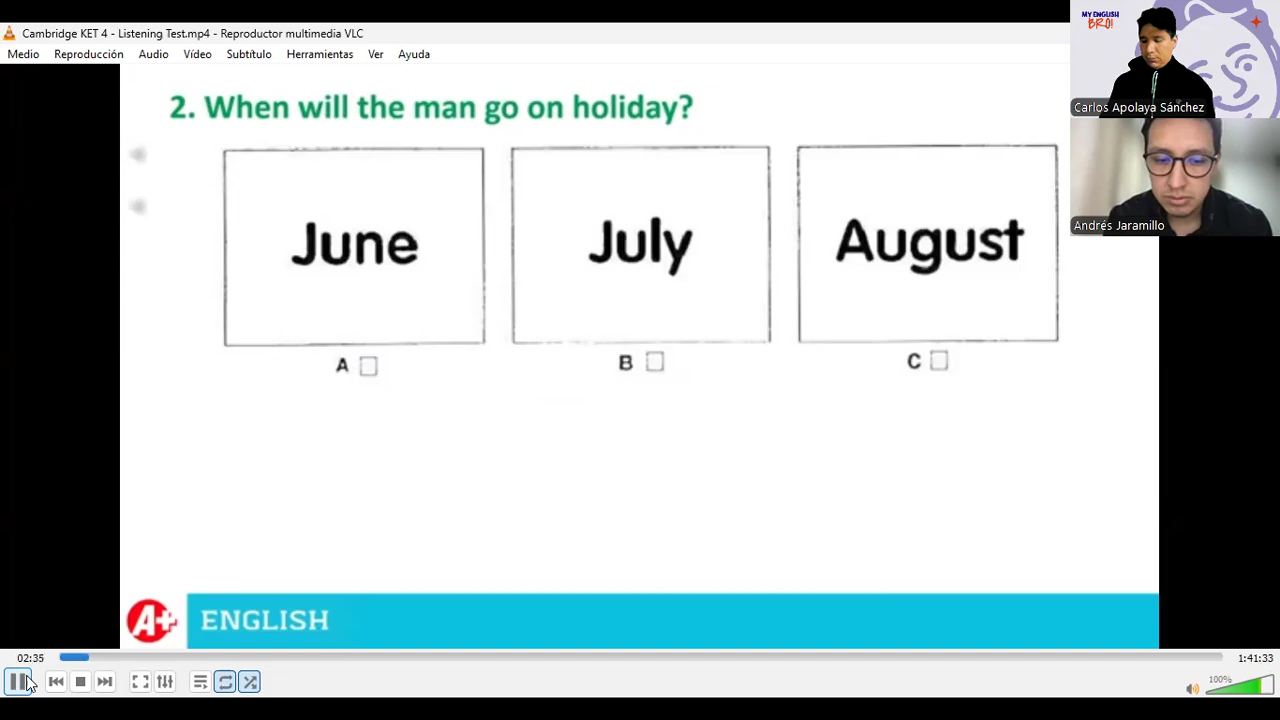 Cambridge KET 4 - Listening Test.mp4 - Reproductor multimedia VLC
Medio Reproducción Audio Vídeo Subtítulo Herramientas Ver Ayuda
MY ENGLISH
BRO!
Carlos Apolaya Sánchez
Andrés Jaramillo
2. When will the man go on holiday?
June
July
August
A
B
C
A+
ENGLISH
02:35
1:41:33
100%